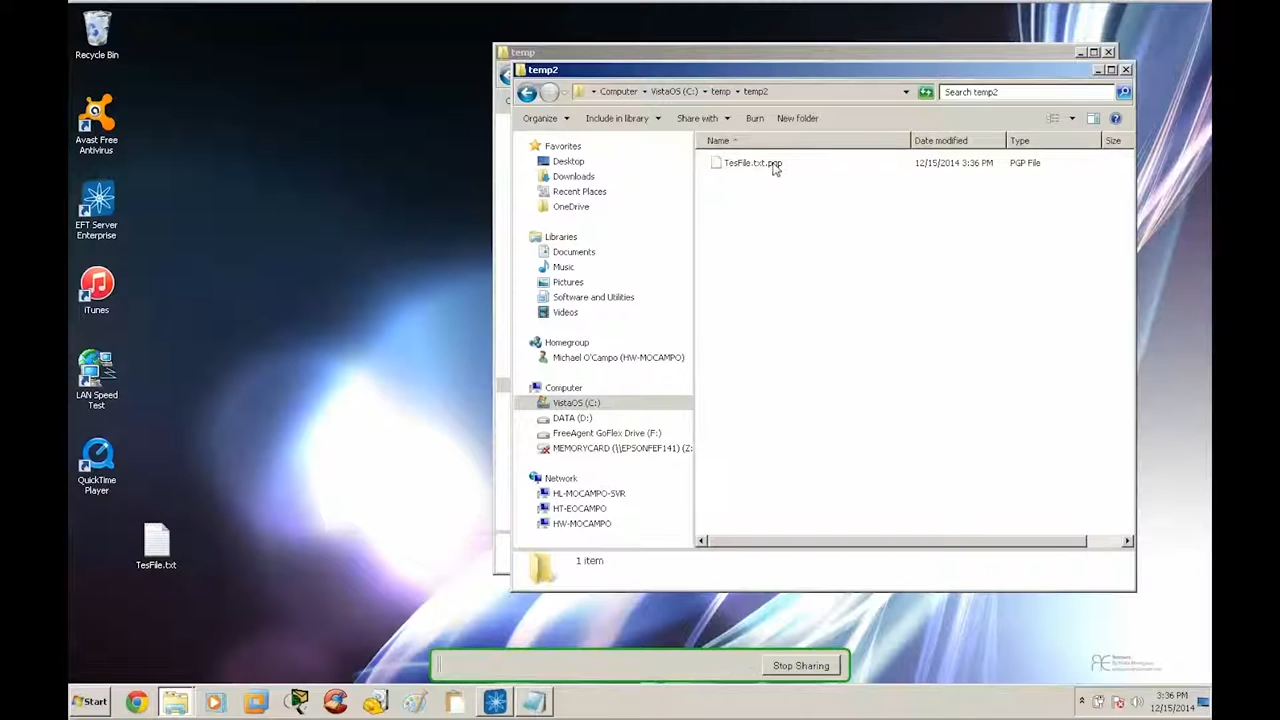 Recycle Bin
Avast Free
Antivirus
EFT Server
Enterprise
iTunes
LAN Speed
Test
QuickTime
Player
TesFile.txt
temp
temp2
Computer
VistaOS (C:)
temp
temp2
Search temp2
Organize
Include in library
Share with
Burn
New folder
Name
Date modified
Type
Size
Favorites
Desktop
Downloads
Recent Places
OneDrive
Libraries
Documents
Music
Pictures
Software and Utilities
Videos
Homegroup
Michael O'Campo (HW-MOCAMPO)
Computer
VistaOS (C:)
DATA (D:)
FreeAgent GoFlex Drive (F:)
MEMORYCARD (\\EPSONFEF141) (Z:
Network
HL-MOCAMPO-SVR
HT-EOCAMPO
HW-MOCAMPO
TesFile.txt.pgp
12/15/2014 3:36 PM
PGP File
1 item
Stop Sharing
Start
3:36 PM
12/15/2014